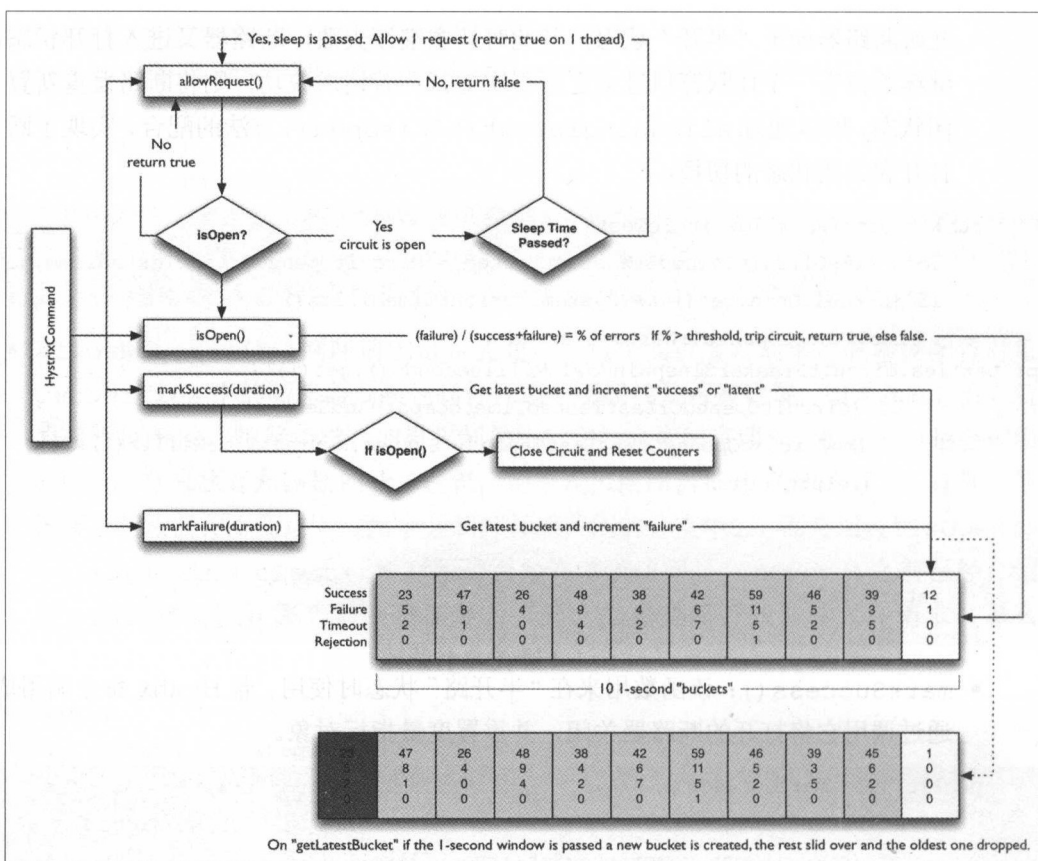 Yes, sleep is passed. Allow 1 request (return true on 1 thread)
allowRequest()
No, return false
No
return true
isOpen?
Yes
circuit is open
Sleep Time
Passed?
HystrixCommand
isOpen()
(failure) / (success+failure) = % of errors If % > threshold, trip circuit, return true, else false.
markSuccess(duration)
Get latest bucket and increment "success" or "latent"
If isOpen()
Close Circuit and Reset Counters
markFailure(duration)
Get latest bucket and increment "failure"
Success 23 47 26 48 38 42 59 46 39 12
Failure 5 8 4 9 4 6 11 5 3 1
Timeout 2 1 0 4 2 7 5 2 5 0
Rejection 0 0 0 0 0 0 1 0 0 0
10 1-second "buckets"
23 47 26 48 38 42 59 46 39 45 1
5 8 4 9 4 6 11 5 3 6 0
2 1 0 4 2 7 5 2 5 2 0
0 0 0 0 0 0 1 0 0 0 0
On "getLatestBucket" if the 1-second window is passed a new bucket is created, the rest slid over and the oldest one dropped.